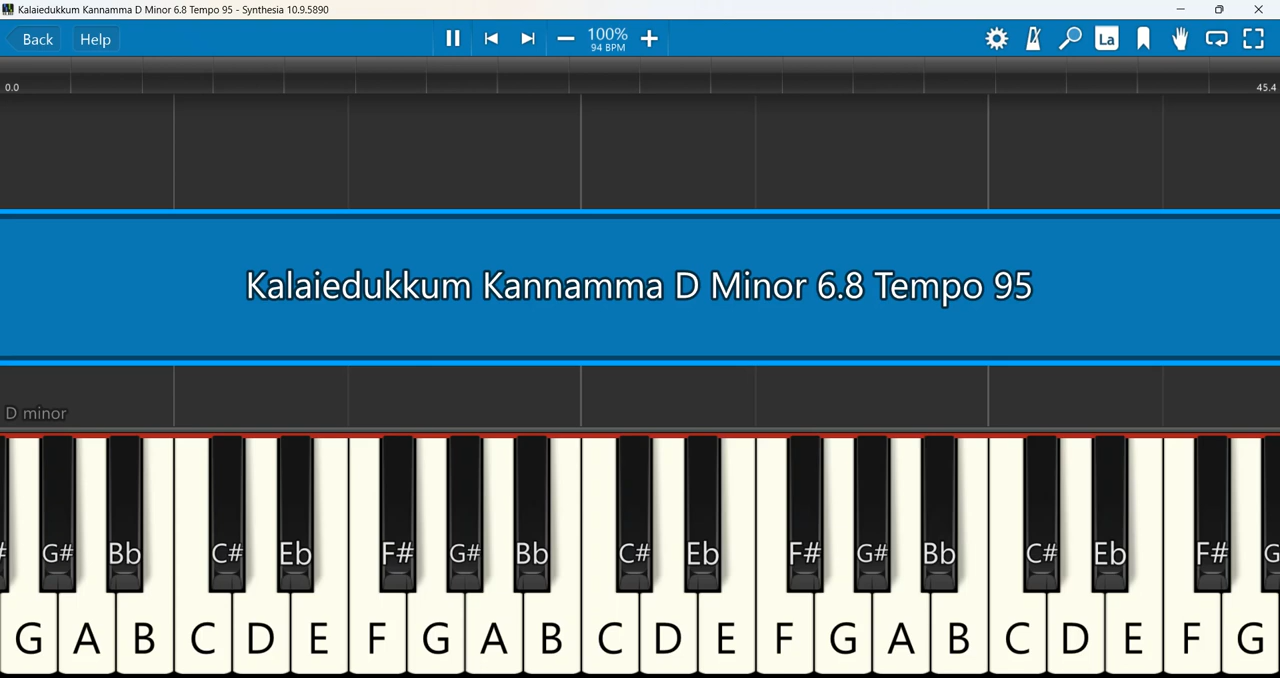 Kalaiedukkum Kannamma D Minor 6.8 Tempo 95 - Synthesia 10.9.5890
Back Help 100% La
94 BPM
0.0 45.4
Kalaiedukkum Kannamma D Minor 6.8 Tempo 95
D minor
# G# Bb C# Eb F# G# Bb C# Eb F# G# Bb C# Eb F# G
G A B C D E F G A B C D E F G A B C D E F G